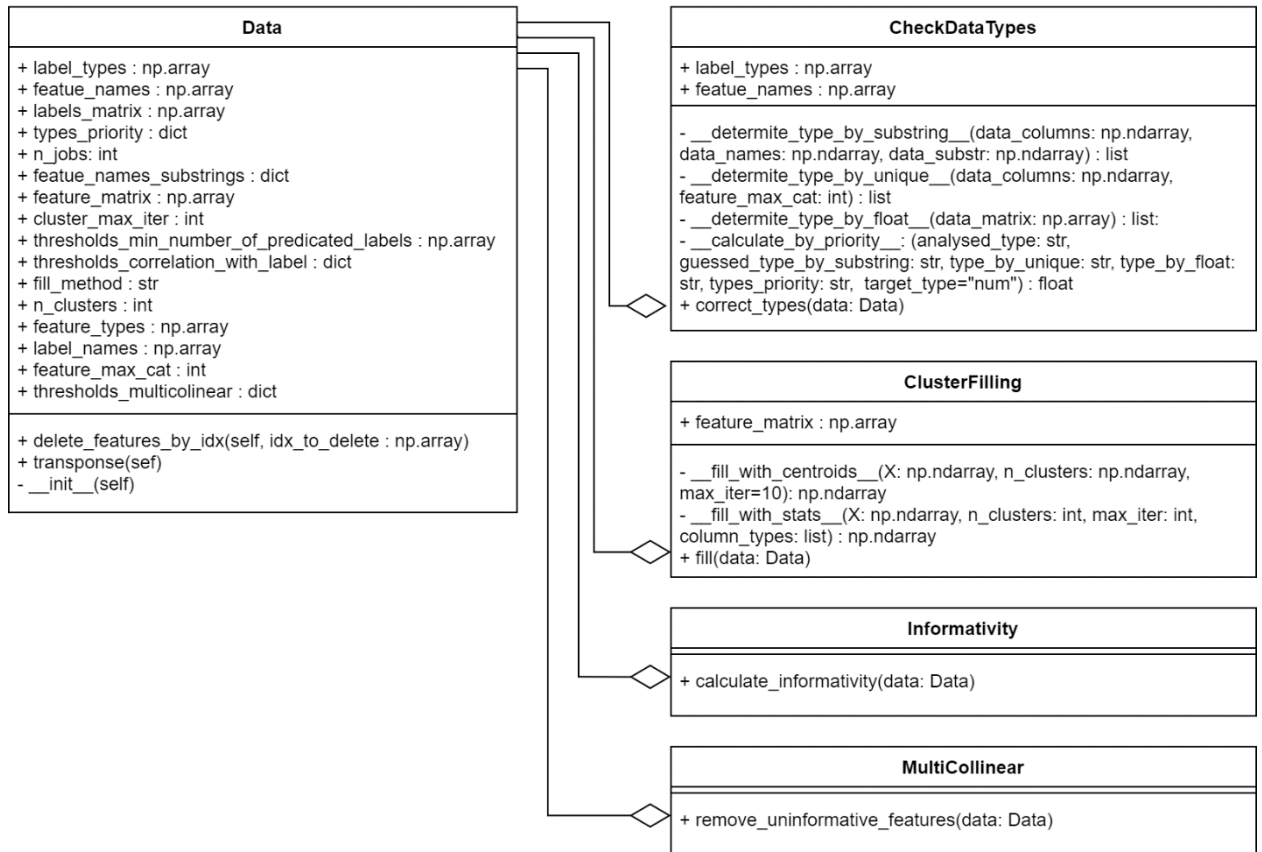 Data
+ label_types : np.array
+ featue_names : np.array
+ labels_matrix : np.array
+ types_priority : dict
+ n_jobs: int
+ featue_names_substrings : dict
+ feature_matrix : np.array
+ cluster_max_iter : int
+ thresholds_min_number_of_predicated_labels : np.array
+ thresholds_correlation_with_label : dict
+ fill_method : str
+ n_clusters : int
+ feature_types : np.array
+ label_names : np.array
+ feature_max_cat : int
+ thresholds_multicolinear : dict
+ delete_features_by_idx(self, idx_to_delete : np.array)
+ transponse(sef)
- __init__(self)
CheckDataTypes
+ label_types : np.array
+ featue_names : np.array
- __determite_type_by_substring__(data_columns: np.ndarray,
data_names: np.ndarray, data_substr: np.ndarray) : list
- __determite_type_by_unique__(data_columns: np.ndarray,
feature_max_cat: int) : list
- __determite_type_by_float__(data_matrix: np.array) : list:
- __calculate_by_priority__: (analysed_type: str,
guessed_type_by_substring: str, type_by_unique: str, type_by_float:
str, types_priority: str,  target_type="num") : float
+ correct_types(data: Data)
ClusterFilling
+ feature_matrix : np.array
- __fill_with_centroids__(X: np.ndarray, n_clusters: np.ndarray,
max_iter=10): np.ndarray
- __fill_with_stats__(X: np.ndarray, n_clusters: int, max_iter: int,
column_types: list) : np.ndarray
+ fill(data: Data)
Informativity
+ calculate_informativity(data: Data)
MultiCollinear
+ remove_uninformative_features(data: Data)